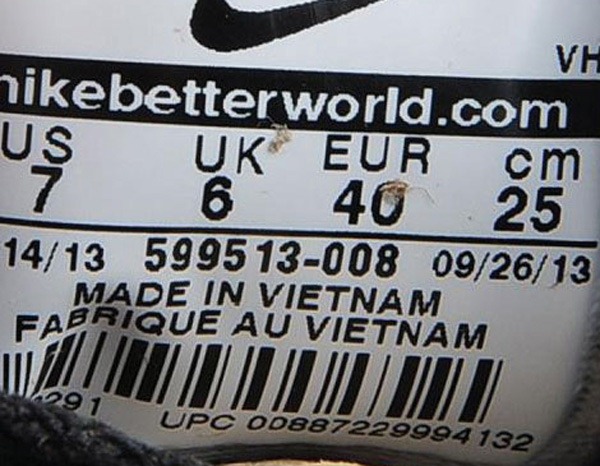 VH
nikebetterworld.com
US UK EUR cm
7 6 40 25
14/13 599513-008 09/26/13
MADE IN VIETNAM
FABRIQUE AU VIETNAM
291
UPC 00887229994132